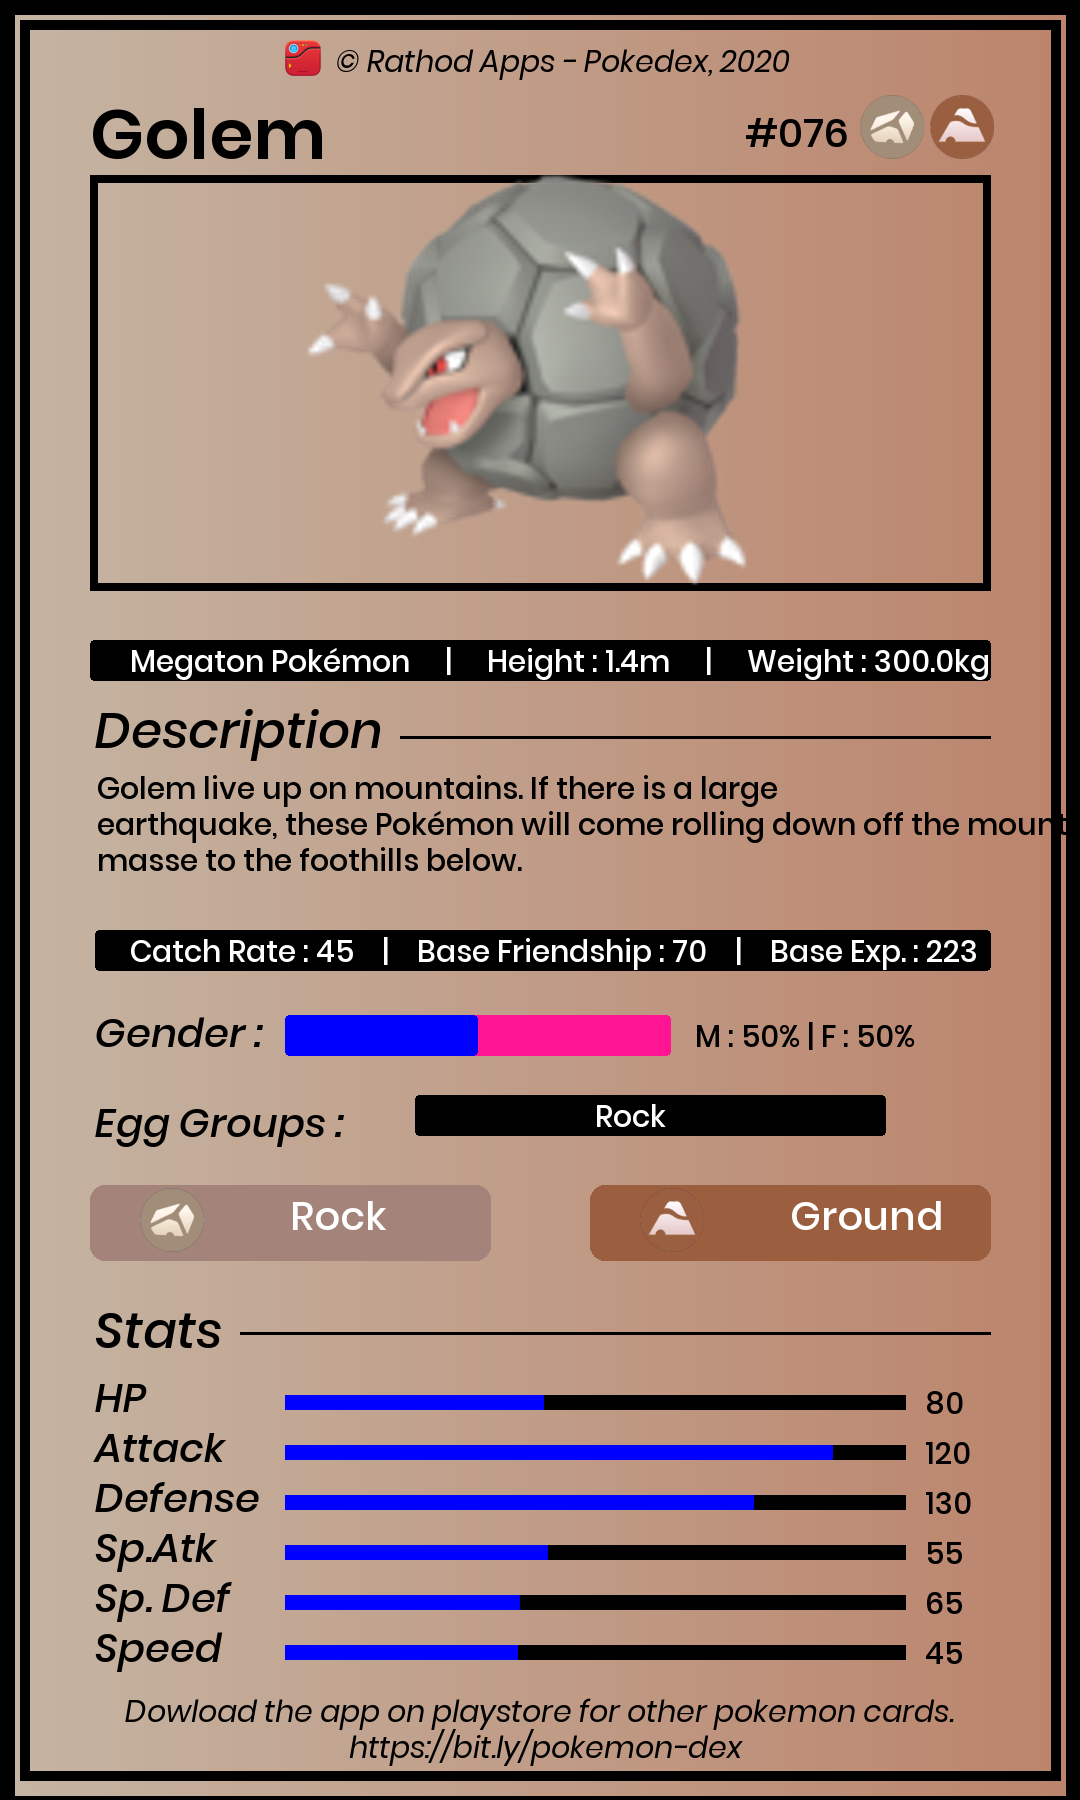 © Rathod Apps - Pokedex, 2020
Golem #076
Megaton Pokémon | Height : 1.4m | Weight : 300.0kg
Description
Golem live up on mountains. If there is a large
earthquake, these Pokémon will come rolling down off the mount
masse to the foothills below.
Catch Rate : 45 | Base Friendship : 70 | Base Exp. : 223
Gender : M : 50% | F : 50%
Egg Groups : Rock
Rock Ground
Stats
HP 80
Attack 120
Defense 130
Sp.Atk 55
Sp. Def 65
Speed 45
Dowload the app on playstore for other pokemon cards.
https://bit.ly/pokemon-dex